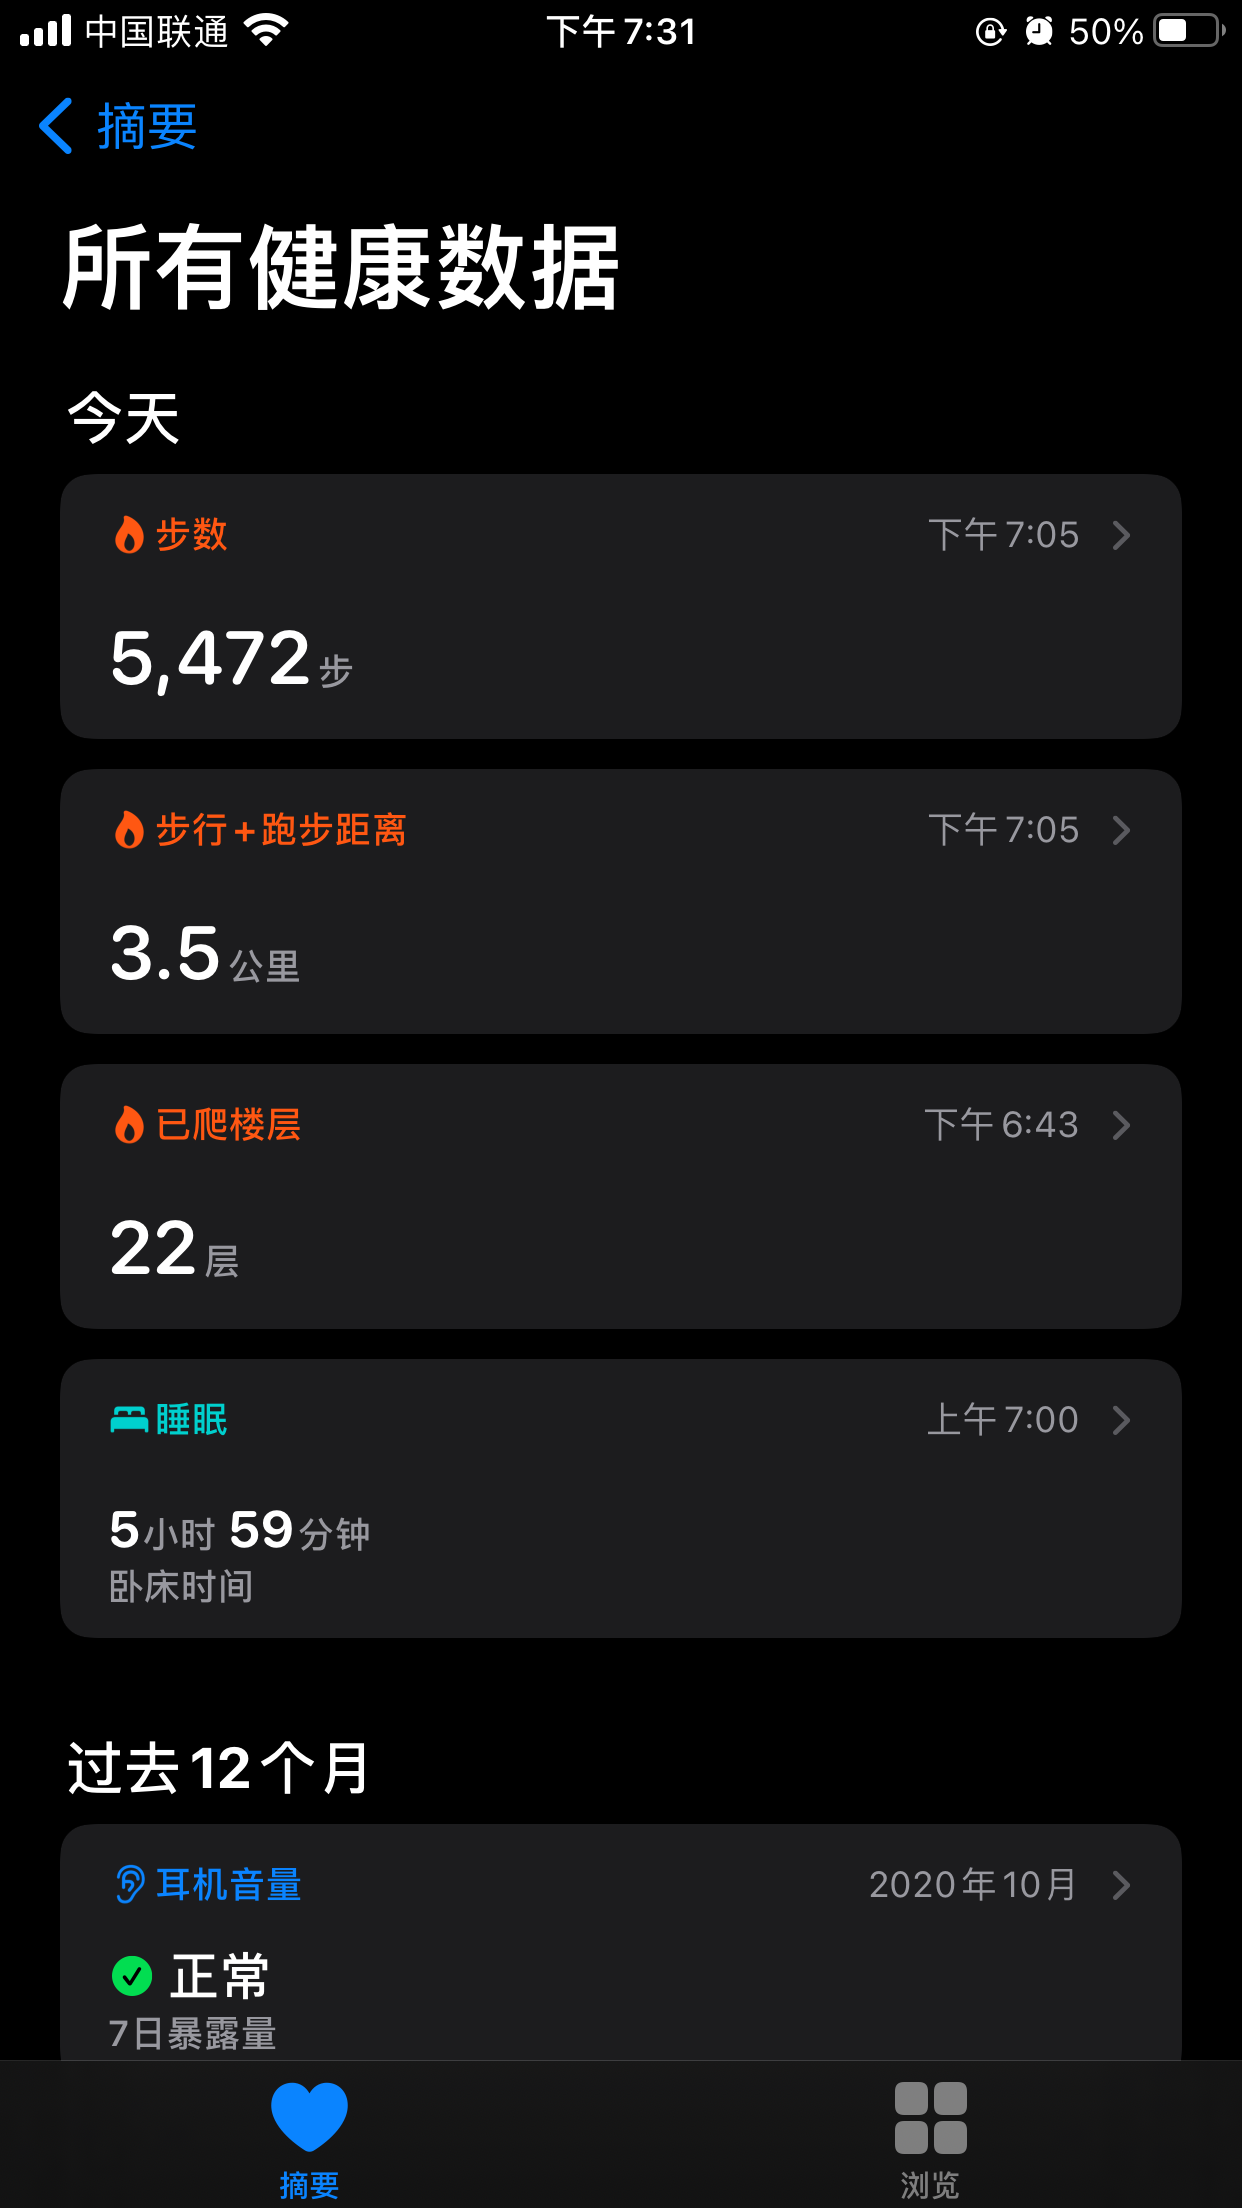 中国联通 下午 7:31 50%
摘要
所有健康数据
今天
步数 下午 7:05
5,472 步
步行+跑步距离 下午 7:05
3.5 公里
已爬楼层 下午 6:43
22 层
睡眠 上午 7:00
5小时 59分钟
卧床时间
过去12个月
耳机音量 2020年10月
正常
7日暴露量
摘要 浏览